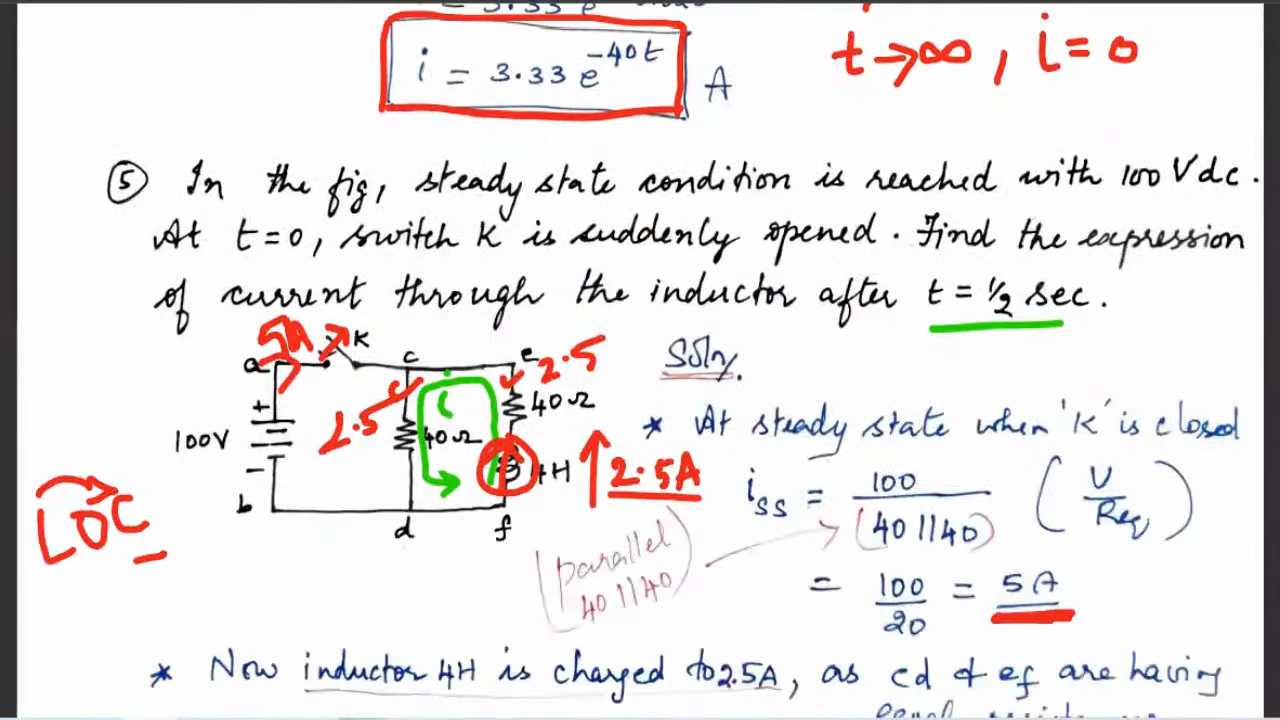 i = 3.33 e^{-40t} A
t → ∞, i = 0
⑤ In the fig, steady state condition is reached with 100 V dc.
At t = 0, switch K is suddenly opened. Find the expression
of current through the inductor after t = ½ sec.
5A
a
K
c
e
2.5
2.5
i
40Ω
40Ω
100V
+
-
4H
2.5A
b
d
f
LOC
(parallel
40||40)
Soln.
* At steady state when 'K' is closed
i_{ss} = 100 / (40||40) (V / Req)
= 100 / 20 = 5A
* Now inductor 4H is charged to 2.5A, as cd & ef are having